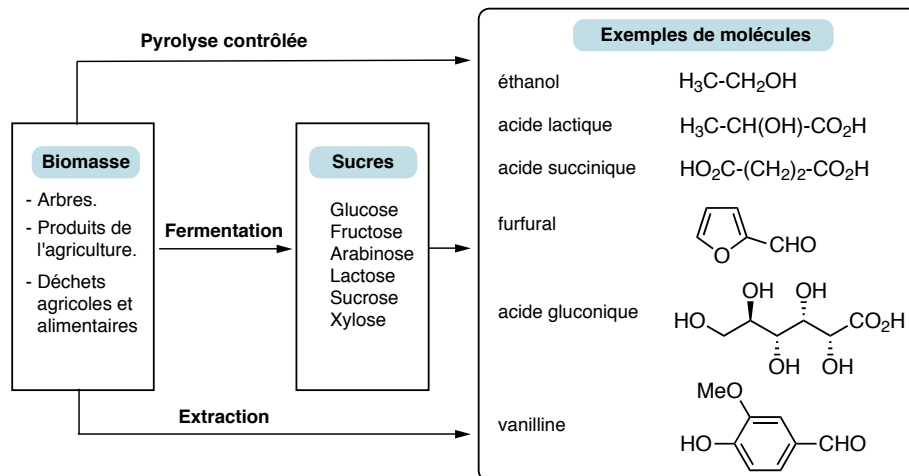 Pyrolyse contrôlée
Biomasse
- Arbres.
- Produits de
l'agriculture.
- Déchets
agricoles et
alimentaires
Fermentation
Extraction
Sucres
Glucose
Fructose
Arabinose
Lactose
Sucrose
Xylose
Exemples de molécules
éthanol H₃C-CH₂OH
acide lactique H₃C-CH(OH)-CO₂H
acide succinique HO₂C-(CH₂)₂-CO₂H
furfural
O
CHO
acide gluconique
OH
OH
HO
CO₂H
OH
OH
vanilline
MeO
HO
CHO